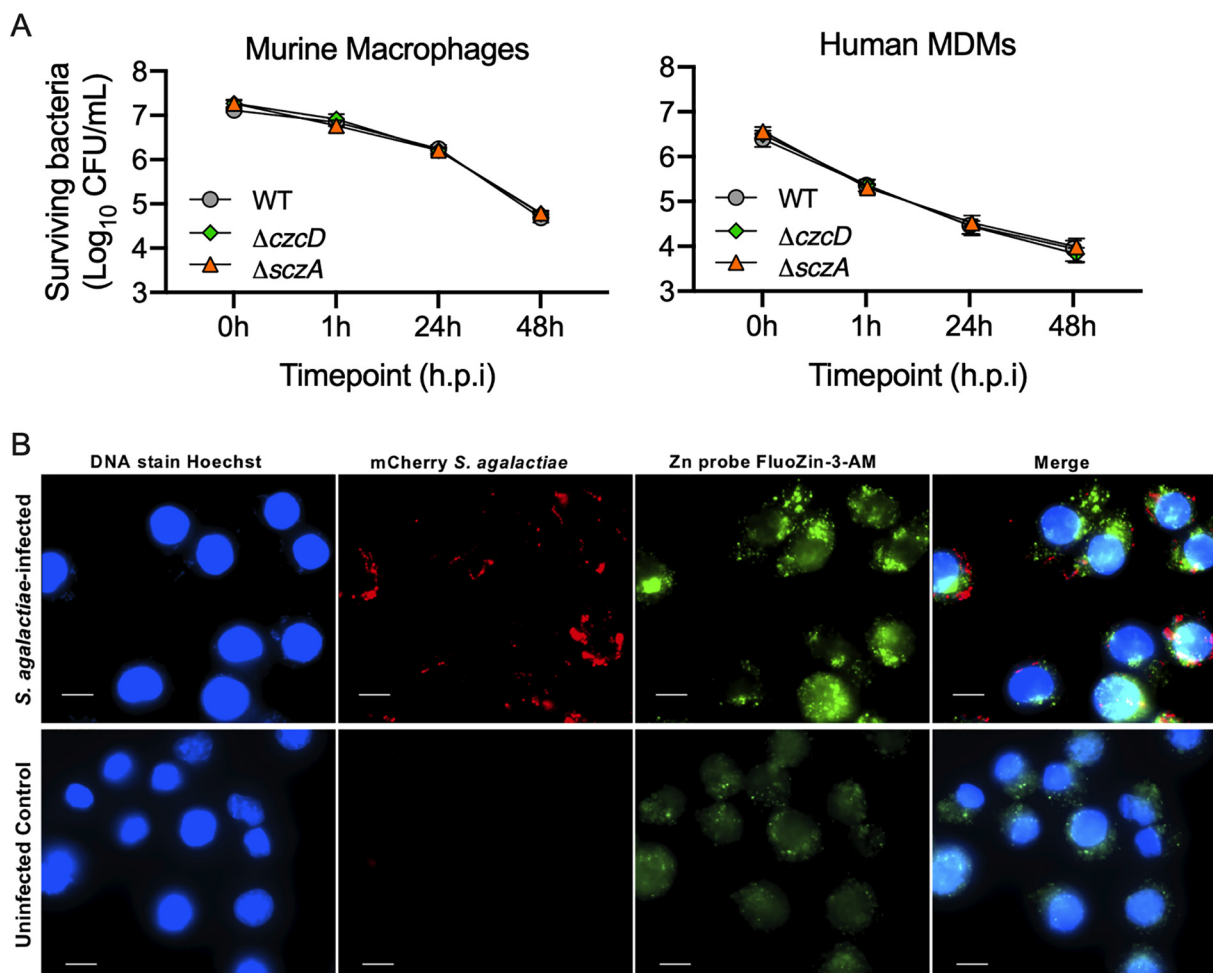 A
Murine Macrophages
Human MDMs
Surviving bacteria
(Log10 CFU/mL)
8
7
6
5
4
3
WT
ΔczcD
ΔsczA
0h
1h
24h
48h
Timepoint (h.p.i)
8
7
6
5
4
3
WT
ΔczcD
ΔsczA
0h
1h
24h
48h
Timepoint (h.p.i)
B
DNA stain Hoechst
mCherry S. agalactiae
Zn probe FluoZin-3-AM
Merge
S. agalactiae-infected
Uninfected Control